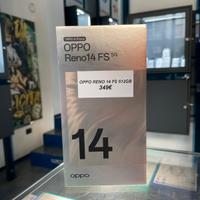 OPPO
Reno14 FS 5G
OPPO RENO 14 FS 512GB
349€
14
oppo